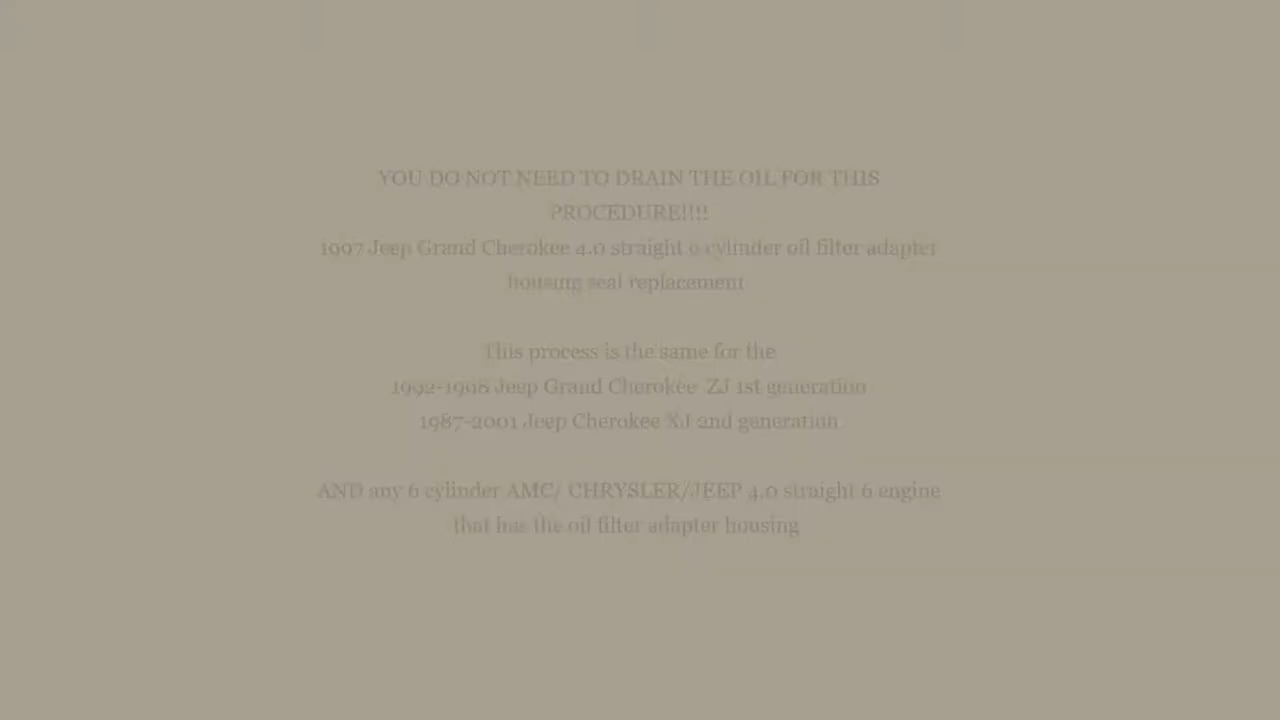 YOU DO NOT NEED TO DRAIN THE OIL FOR THIS
PROCEDURE!!!!
1997 Jeep Grand Cherokee 4.0 straight 6 cylinder oil filter adapter
housing seal replacement
This process is the same for the
1992-1998 Jeep Grand Cherokee ZJ 1st generation
1987-2001 Jeep Cherokee XJ 2nd generation
AND any 6 cylinder AMC/ CHRYSLER/JEEP 4.0 straight 6 engine
that has the oil filter adapter housing